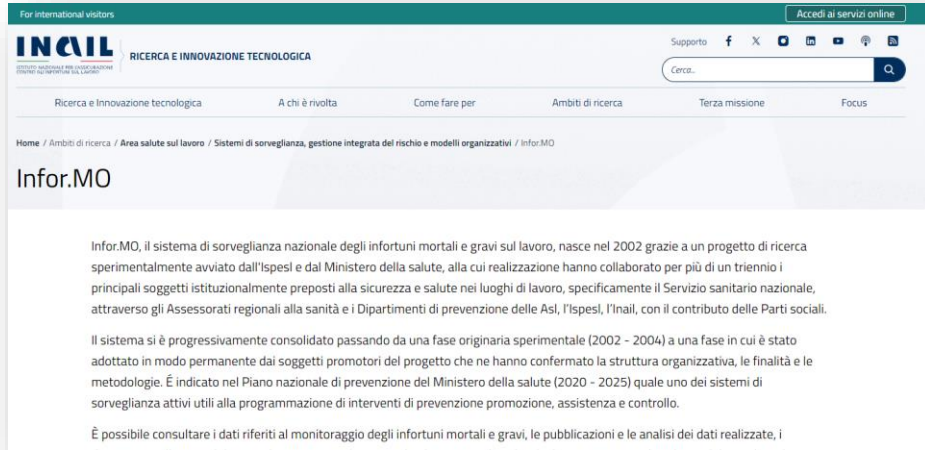 For international visitors
Accedi ai servizi online
INAIL
ISTITUTO NAZIONALE PER L'ASSICURAZIONE
CONTRO GLI INFORTUNI SUL LAVORO
RICERCA E INNOVAZIONE TECNOLOGICA
Supporto
Cerca...
Ricerca e Innovazione tecnologica
A chi è rivolta
Come fare per
Ambiti di ricerca
Terza missione
Focus
Home / Ambiti di ricerca / Area salute sul lavoro / Sistemi di sorveglianza, gestione integrata del rischio e modelli organizzativi / Infor.MO
Infor.MO
Infor.MO, il sistema di sorveglianza nazionale degli infortuni mortali e gravi sul lavoro, nasce nel 2002 grazie a un progetto di ricerca
sperimentalmente avviato dall'Ispesl e dal Ministero della salute, alla cui realizzazione hanno collaborato per più di un triennio i
principali soggetti istituzionalmente preposti alla sicurezza e salute nei luoghi di lavoro, specificamente il Servizio sanitario nazionale,
attraverso gli Assessorati regionali alla sanità e i Dipartimenti di prevenzione delle Asl, l'Ispesl, l'Inail, con il contributo delle Parti sociali.
Il sistema si è progressivamente consolidato passando da una fase originaria sperimentale (2002 - 2004) a una fase in cui è stato
adottato in modo permanente dai soggetti promotori del progetto che ne hanno confermato la struttura organizzativa, le finalità e le
metodologie. É indicato nel Piano nazionale di prevenzione del Ministero della salute (2020 - 2025) quale uno dei sistemi di
sorveglianza attivi utili alla programmazione di interventi di prevenzione promozione, assistenza e controllo.
È possibile consultare i dati riferiti al monitoraggio degli infortuni mortali e gravi, le pubblicazioni e le analisi dei dati realizzate, i